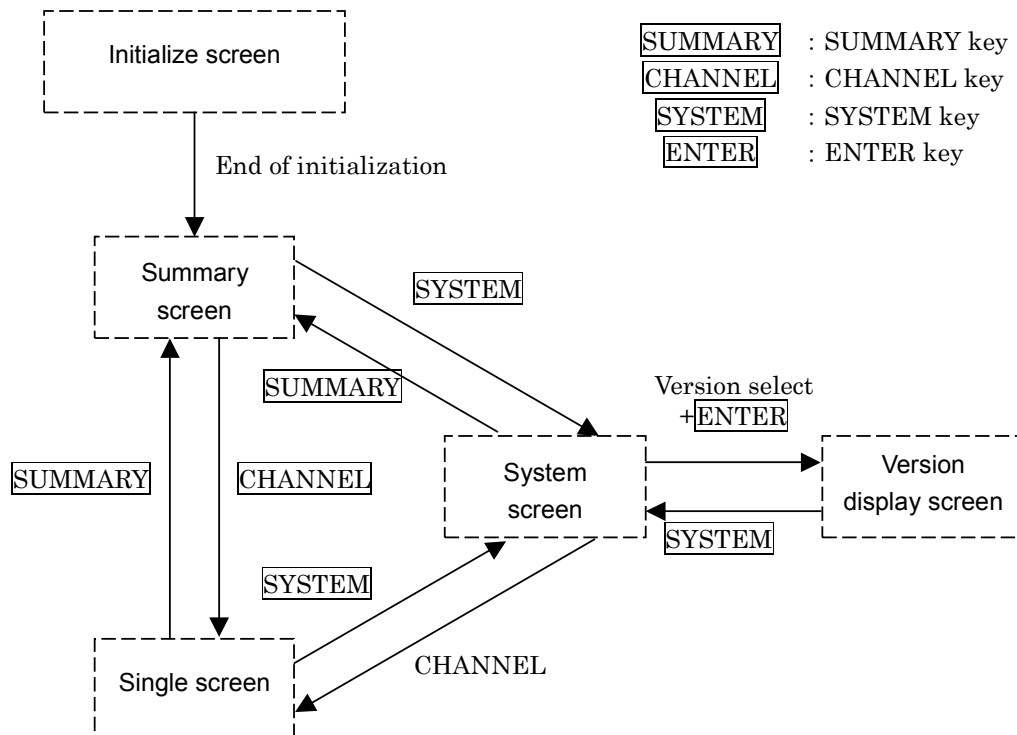 Initialize screen
SUMMARY : SUMMARY key
CHANNEL : CHANNEL key
SYSTEM : SYSTEM key
ENTER : ENTER key
End of initialization
Summary
screen
SYSTEM
SUMMARY
Version select
+ENTER
SUMMARY
CHANNEL
System
screen
Version
display screen
SYSTEM
SYSTEM
CHANNEL
Single screen